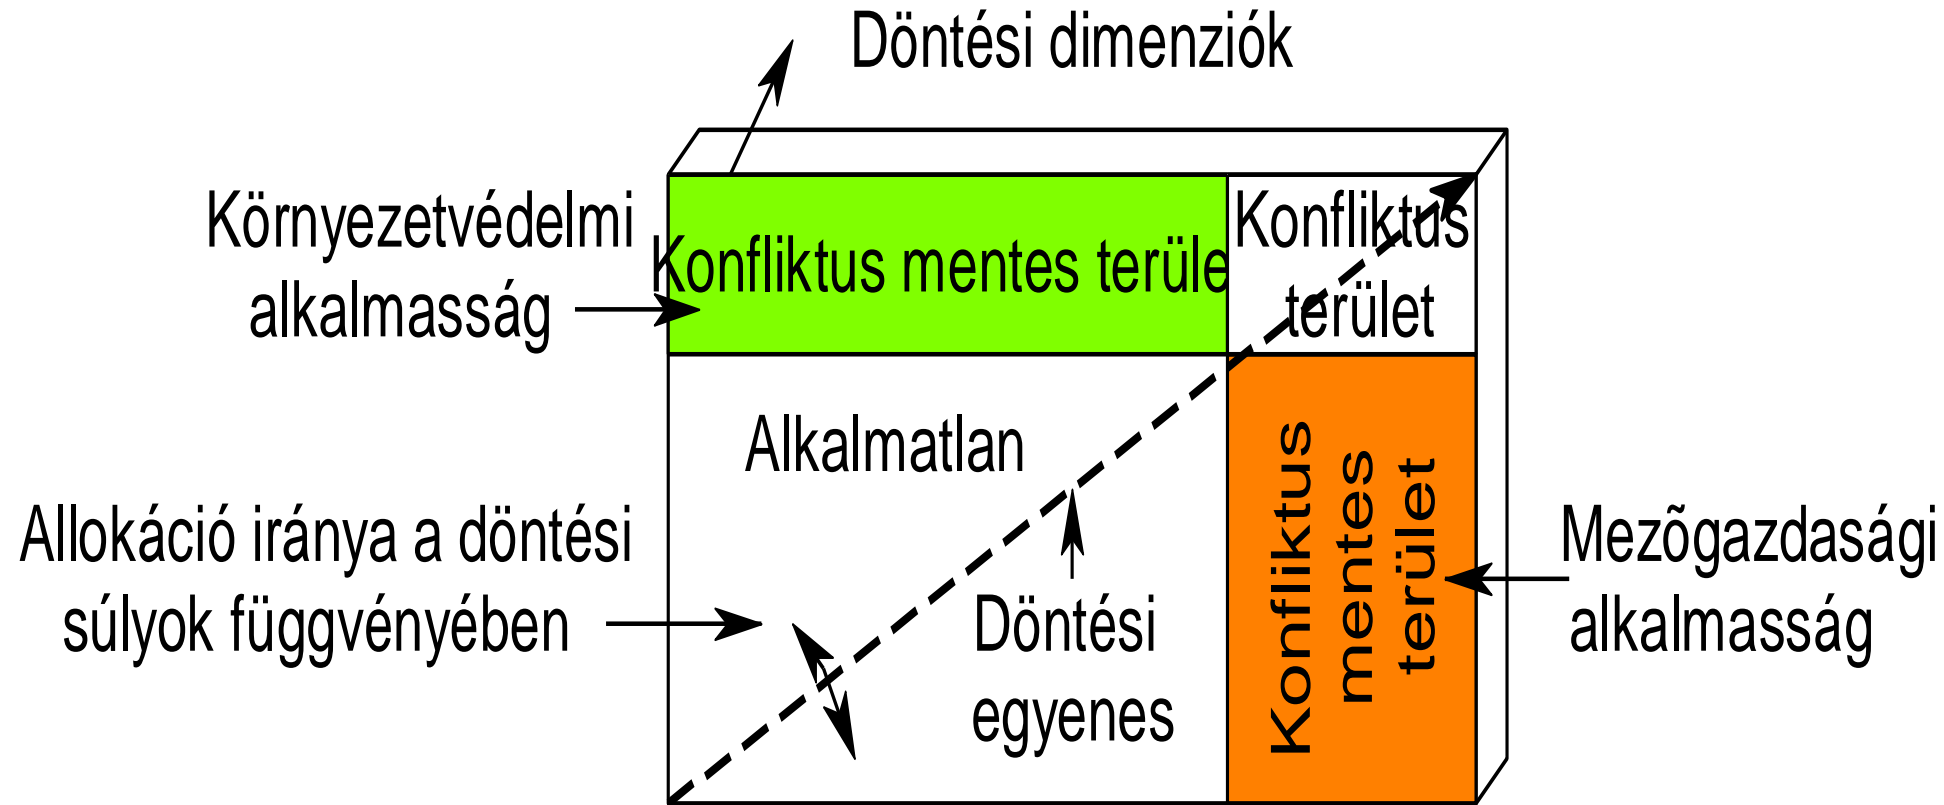 Döntési dimenziók
Környezetvédelmi
alkalmasság
Konfliktus mentes terüle
Konfliktus
terület
Alkalmatlan
Allokáció iránya a döntési
súlyok függvényében
Döntési
egyenes
Konfliktus
mentes
terület
Mezõgazdasági
alkalmasság